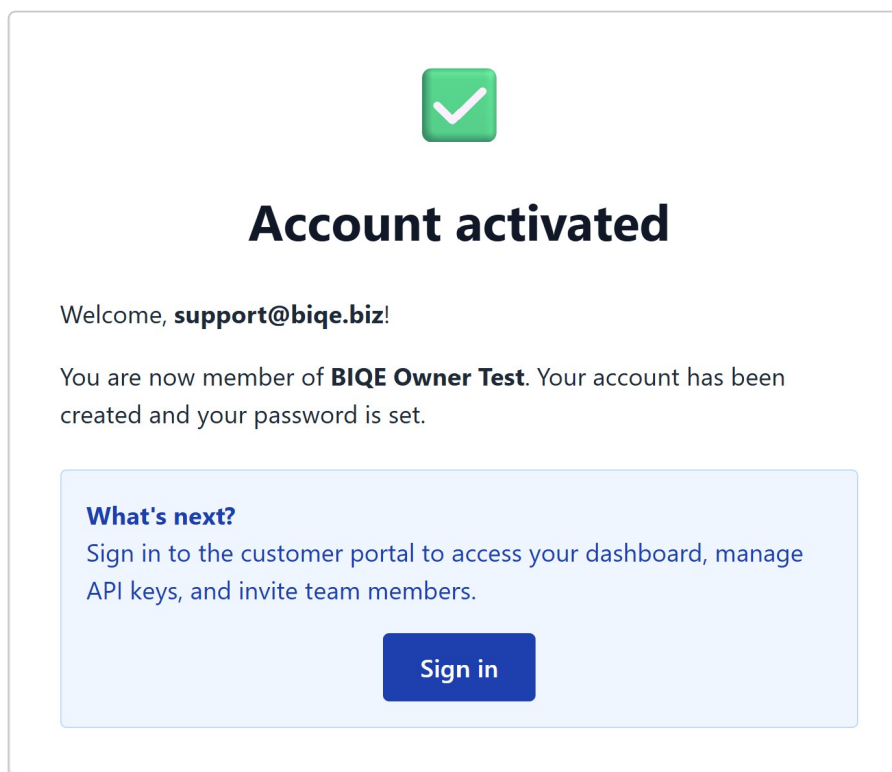 Account activated
Welcome, support@biqe.biz!
You are now member of BIQE Owner Test. Your account has been
created and your password is set.
What's next?
Sign in to the customer portal to access your dashboard, manage
API keys, and invite team members.
Sign in